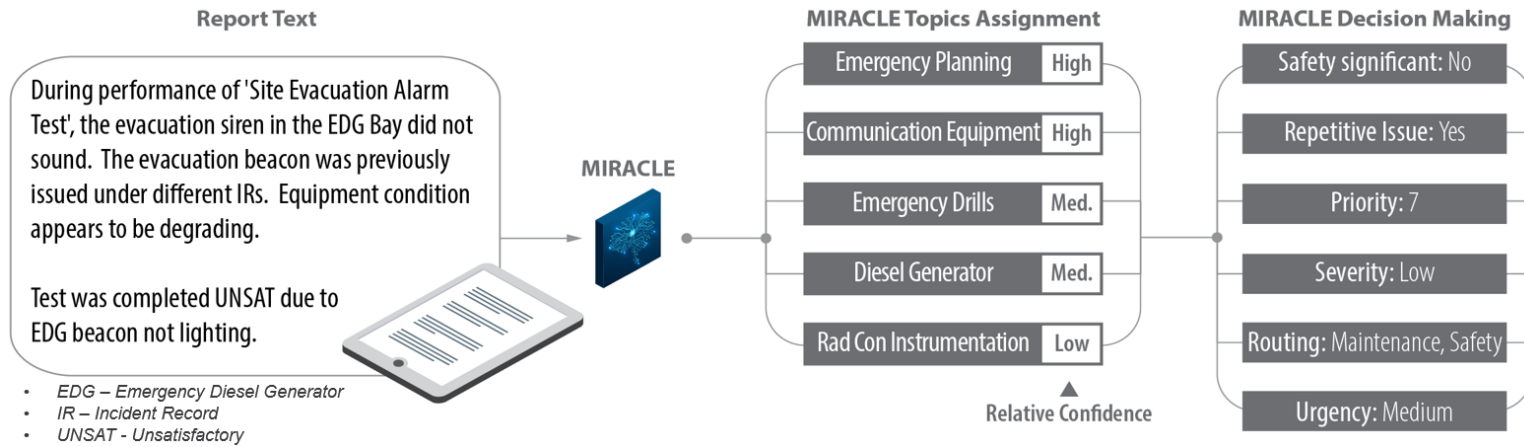 Report Text
During performance of 'Site Evacuation Alarm
Test', the evacuation siren in the EDG Bay did not
sound. The evacuation beacon was previously
issued under different IRs. Equipment condition
appears to be degrading.
Test was completed UNSAT due to
EDG beacon not lighting.
• EDG – Emergency Diesel Generator
• IR – Incident Record
• UNSAT - Unsatisfactory
MIRACLE
MIRACLE Topics Assignment
Emergency Planning High
Communication Equipment High
Emergency Drills Med.
Diesel Generator Med.
Rad Con Instrumentation Low
Relative Confidence
MIRACLE Decision Making
Safety significant: No
Repetitive Issue: Yes
Priority: 7
Severity: Low
Routing: Maintenance, Safety
Urgency: Medium